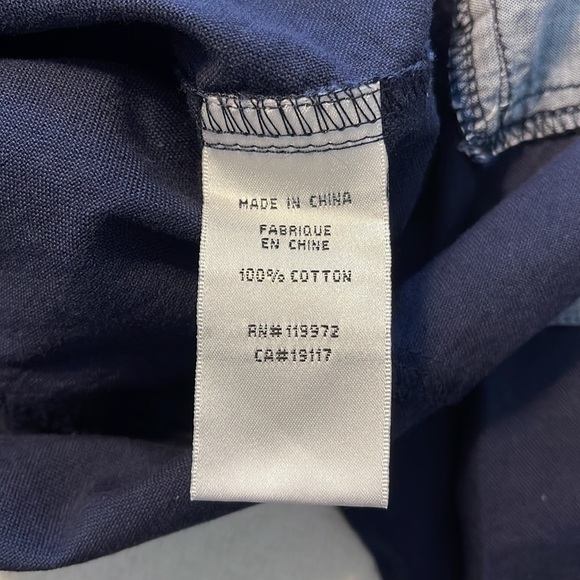 MADE IN CHINA
FABRIQUE
EN CHINE
100% COTTON
RN#119972
CA#19117